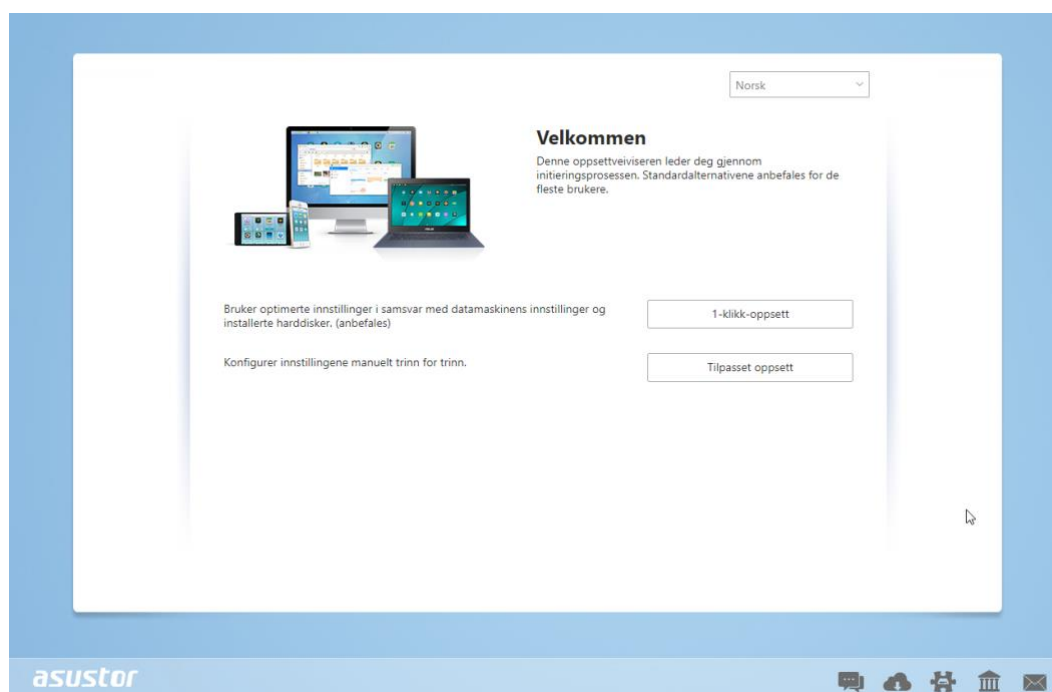 Norsk
Velkommen
Denne oppsettveiviseren leder deg gjennom
initieringsprosessen. Standardalternativene anbefales for de
fleste brukere.
Bruker optimerte innstillinger i samsvar med datamaskinens innstillinger og
installerte harddisker. (anbefales)
1-klikk-oppsett
Konfigurer innstillingene manuelt trinn for trinn.
Tilpasset oppsett
asustor